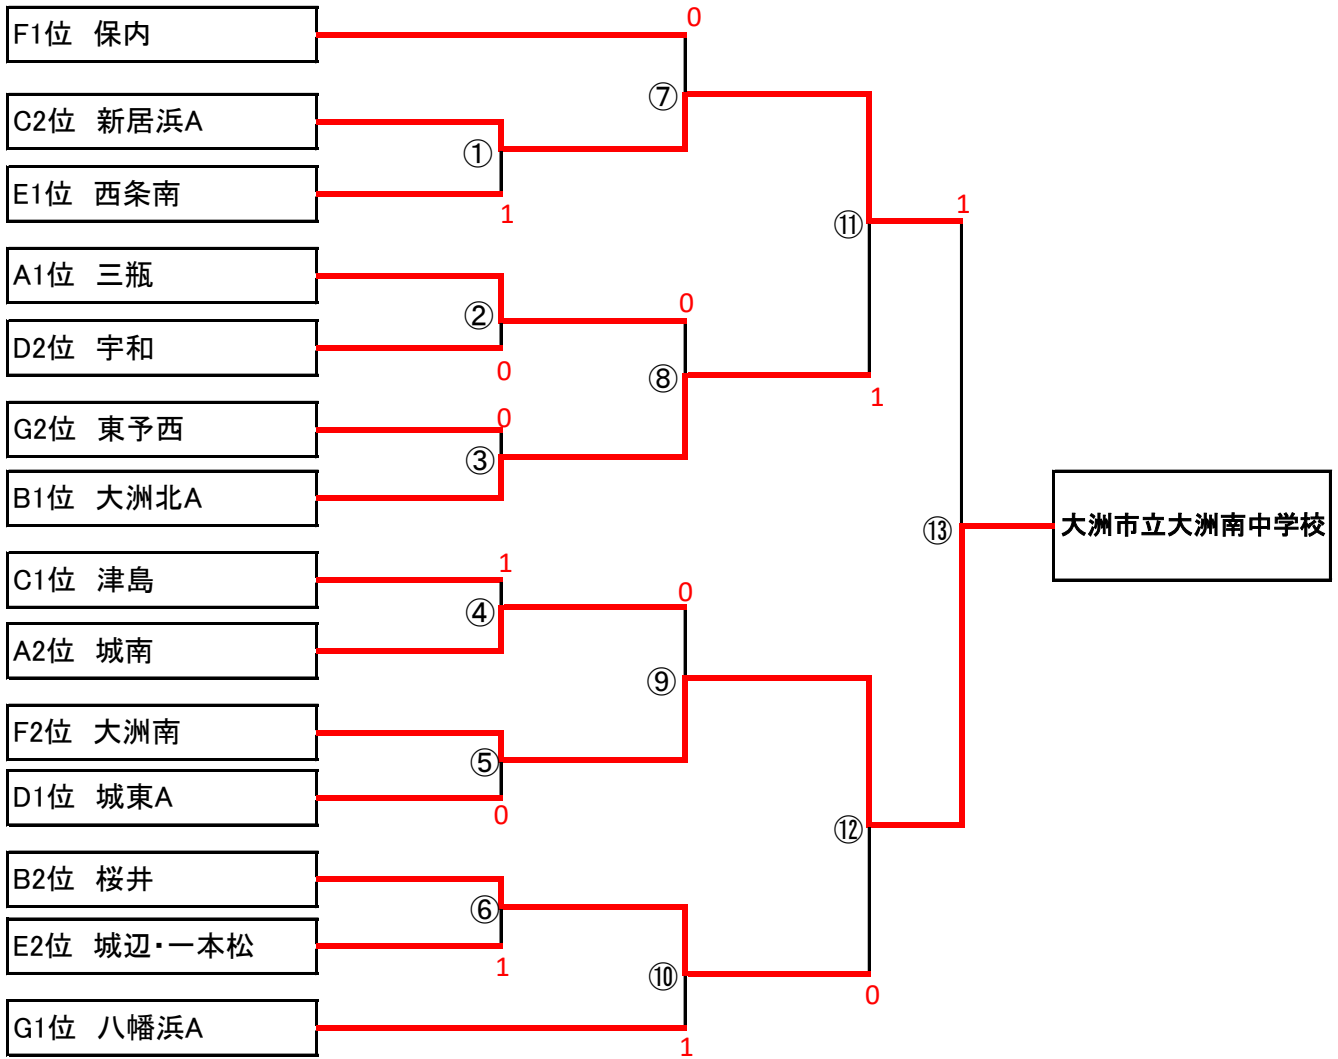 F1位 保内
0
⑦
C2位 新居浜A
①
E1位 西条南
1
⑪
1
A1位 三瓶
②
0
D2位 宇和
0
⑧
1
G2位 東予西
0
③
B1位 大洲北A
⑬
大洲市立大洲南中学校
C1位 津島
1
④
0
A2位 城南
⑨
F2位 大洲南
⑤
D1位 城東A
0
⑫
B2位 桜井
⑥
E2位 城辺・一本松
1
⑩
0
G1位 八幡浜A
1